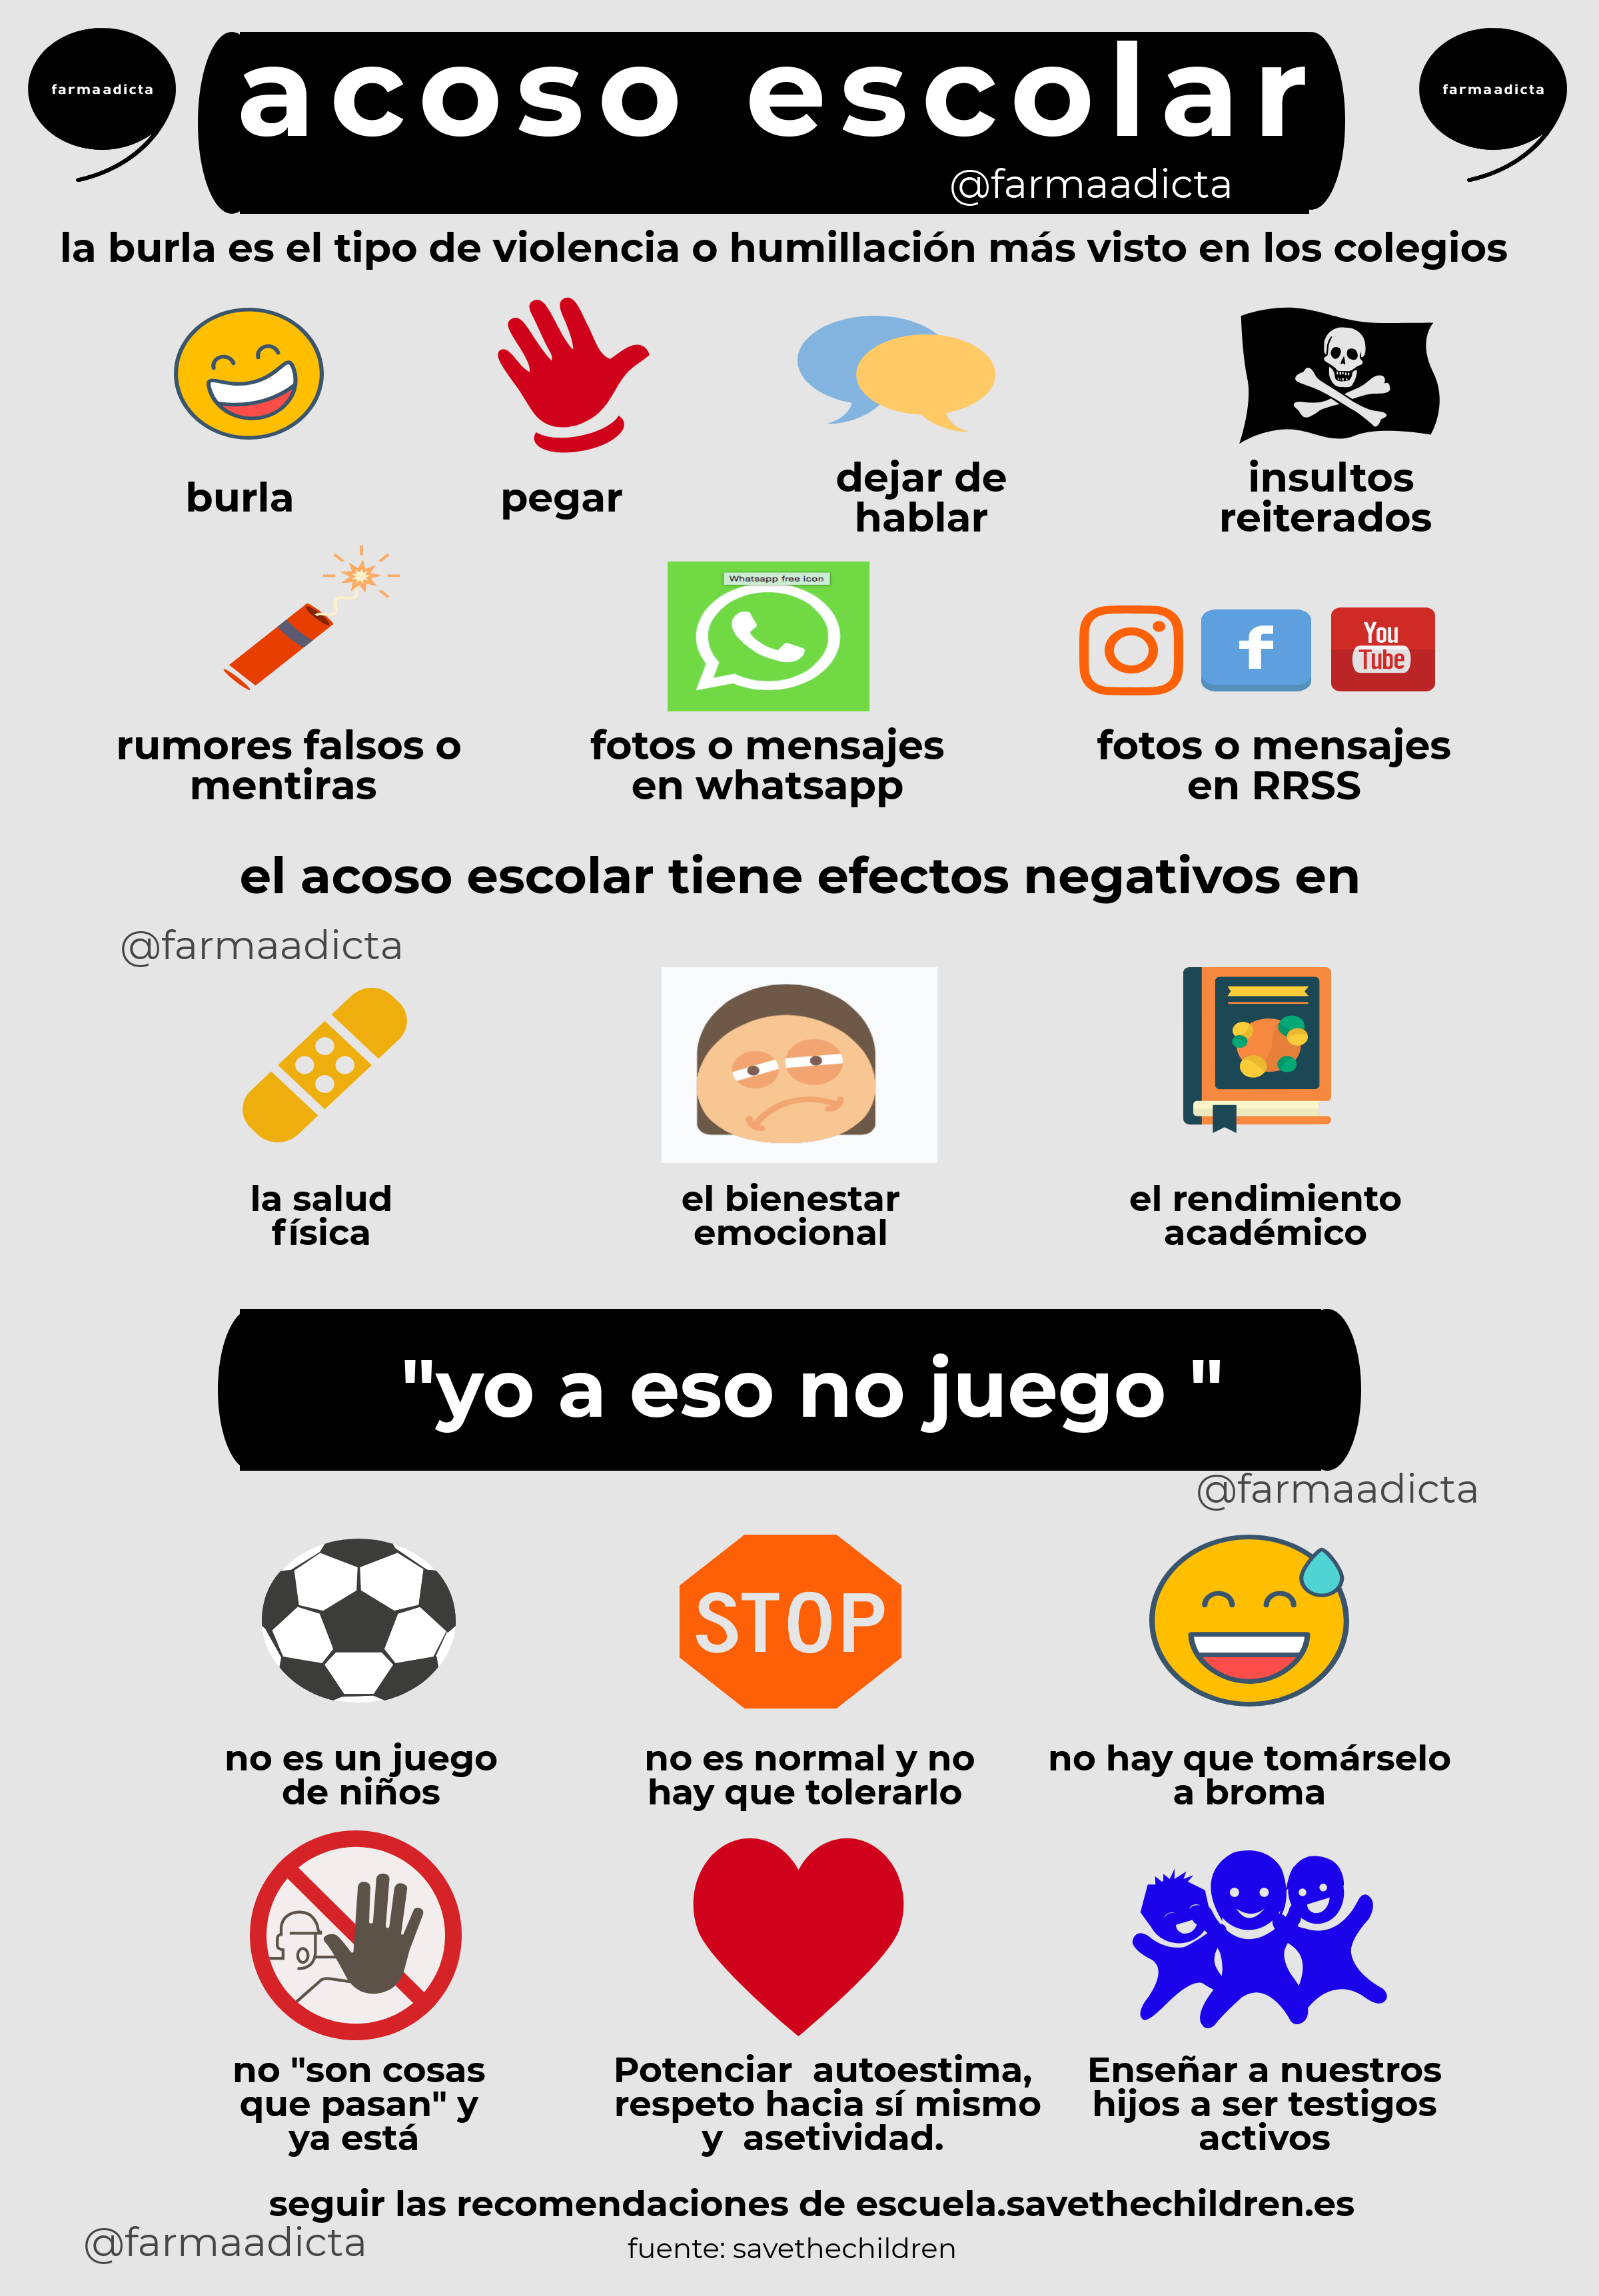 farmaadicta
acoso escolar
farmaadicta
@farmaadicta
la burla es el tipo de violencia o humillación más visto en los colegios
burla
pegar
dejar de
hablar
insultos
reiterados
Whatsapp free icon
f
You
Tube
rumores falsos o
mentiras
fotos o mensajes
en whatsapp
fotos o mensajes
en RRSS
el acoso escolar tiene efectos negativos en
@farmaadicta
la salud
física
el bienestar
emocional
el rendimiento
académico
"yo a eso no juego "
@farmaadicta
STOP
no es un juego
de niños
no es normal y no
hay que tolerarlo
no hay que tomárselo
a broma
no "son cosas
que pasan" y
ya está
Potenciar  autoestima,
respeto hacia sí mismo
y  asetividad.
Enseñar a nuestros
hijos a ser testigos
activos
seguir las recomendaciones de escuela.savethechildren.es
@farmaadicta
fuente: savethechildren